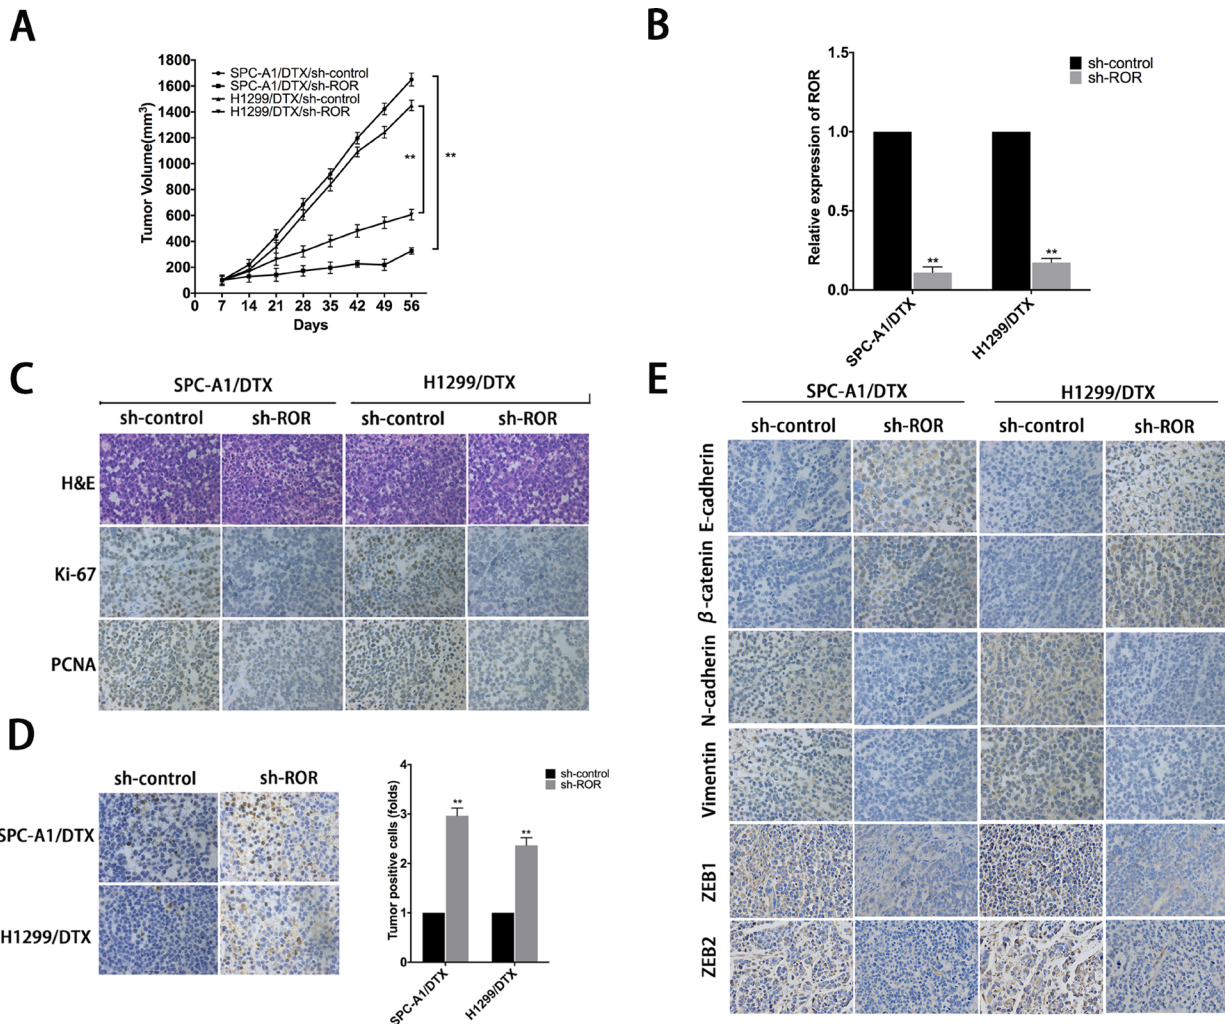 A
1800
1600
1400
1200
1000
800
600
400
200
0
Tumor Volume(mm3)
SPC-A1/DTX/sh-control
SPC-A1/DTX/sh-ROR
H1299/DTX/sh-control
H1299/DTX/sh-ROR
**
**
0 7 14 21 28 35 42 49 56
Days
B
1.5
1.0
0.5
0.0
Relative expression of ROR
sh-control
sh-ROR
**
**
SPC-A1/DTX
H1299/DTX
C
SPC-A1/DTX H1299/DTX
sh-control sh-ROR sh-control sh-ROR
H&E
Ki-67
PCNA
D
sh-control sh-ROR
SPC-A1/DTX
H1299/DTX
4
3
2
1
0
Tumor positive cells (folds)
sh-control
sh-ROR
**
**
SPC-A1/DTX
H1299/DTX
E
SPC-A1/DTX H1299/DTX
sh-control sh-ROR sh-control sh-ROR
E-cadherin
β-catenin
N-cadherin
Vimentin
ZEB1
ZEB2